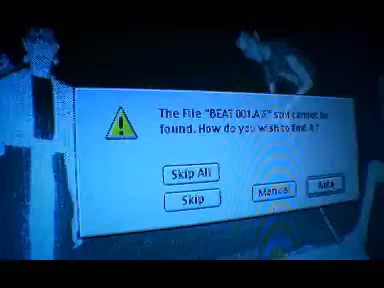 The File "BEAT 001.AIF" still cannot be
found. How do you wish to find it?
Skip All
Skip
Manual
Auto